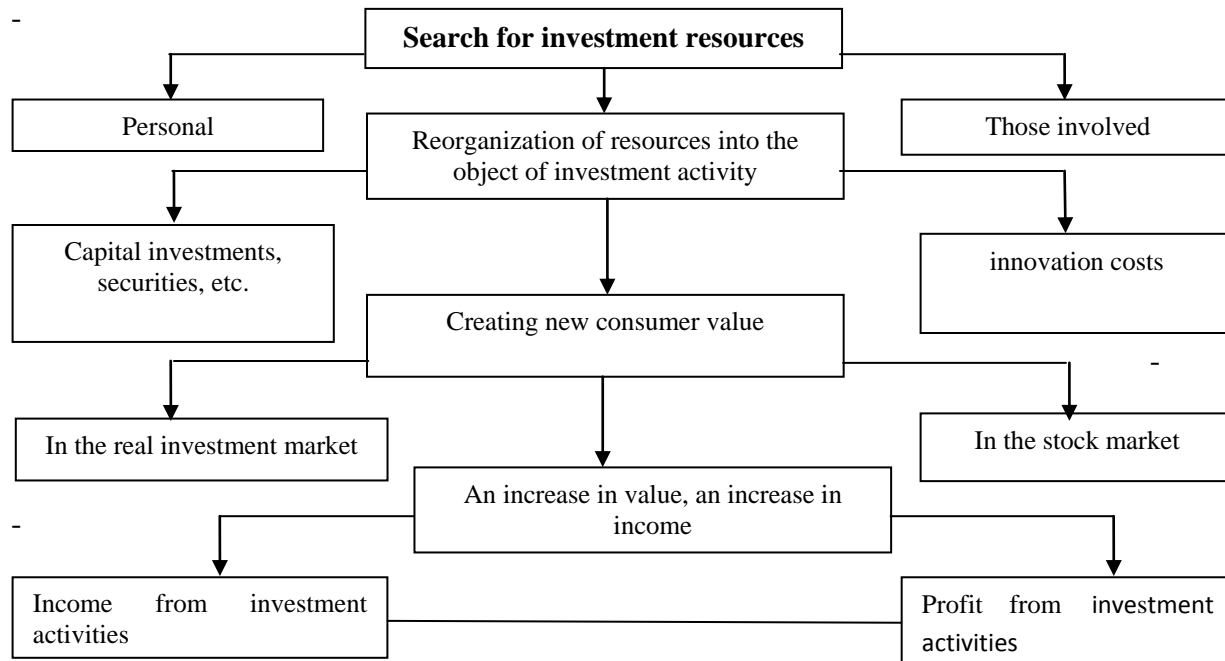 Search for investment resources
Personal
Those involved
Reorganization of resources into the
object of investment activity
Capital investments,
securities, etc.
innovation costs
Creating new consumer value
In the real investment market
In the stock market
An increase in value, an increase in
income
Income from investment
activities
Profit from investment
activities